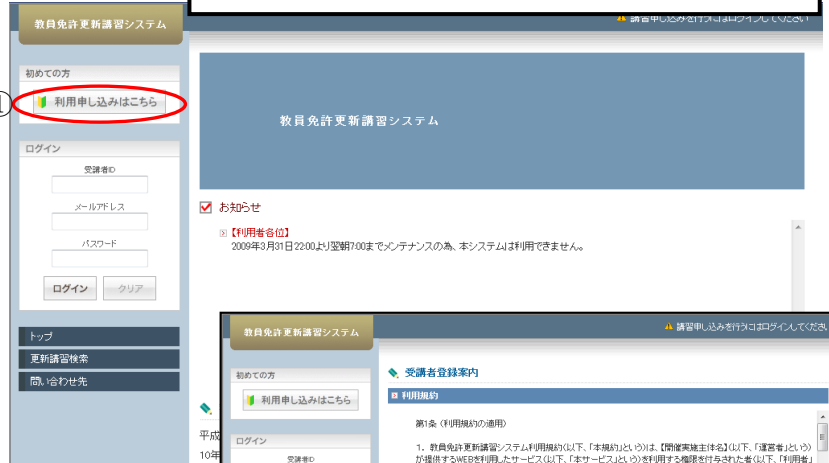 教員免許更新講習システム
講習申し込みを行うにはログインしてください
初めての方
利用申し込みはこちら
教員免許更新講習システム
ログイン
受講者ID
メールアドレス
パスワード
ログイン クリア
お知らせ
【利用者各位】
2009年3月31日22:00より翌朝7:00までメンテナンスの為、本システムは利用できません。
トップ
更新講習検索
問い合わせ先
平成
10年
教員免許更新講習システム
講習申し込みを行うにはログインしてくださ
初めての方
利用申し込みはこちら
ログイン
受講者ID
受講者登録案内
利用規約
第1条（利用規約の適用）
1．教員免許更新講習システム利用規約（以下、「本規約」という）は、【開催実施主体名】（以下、「運営者」という）
が提供するWEBを利用したサービス（以下、「本サービス」という）を利用する権限を付与された者（以下、「利用者」